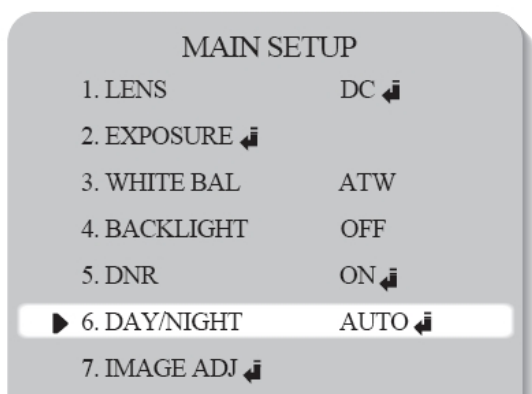 MAIN SETUP
1. LENS DC ↲
2. EXPOSURE ↲
3. WHITE BAL ATW
4. BACKLIGHT OFF
5. DNR ON ↲
▶ 6. DAY/NIGHT AUTO ↲
7. IMAGE ADJ ↲